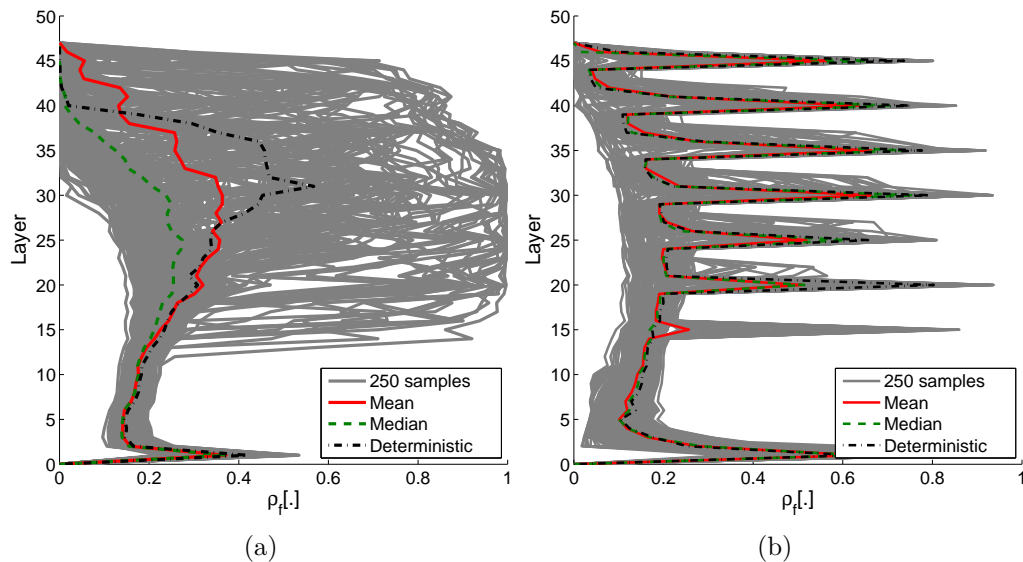 50
45
40
35
30
25
20
15
10
5
0
Layer
0
0.2
0.4
0.6
0.8
1
ρf[.]
250 samples
Mean
Median
Deterministic
(a)
50
45
40
35
30
25
20
15
10
5
0
Layer
0
0.2
0.4
0.6
0.8
1
ρf[.]
250 samples
Mean
Median
Deterministic
(b)